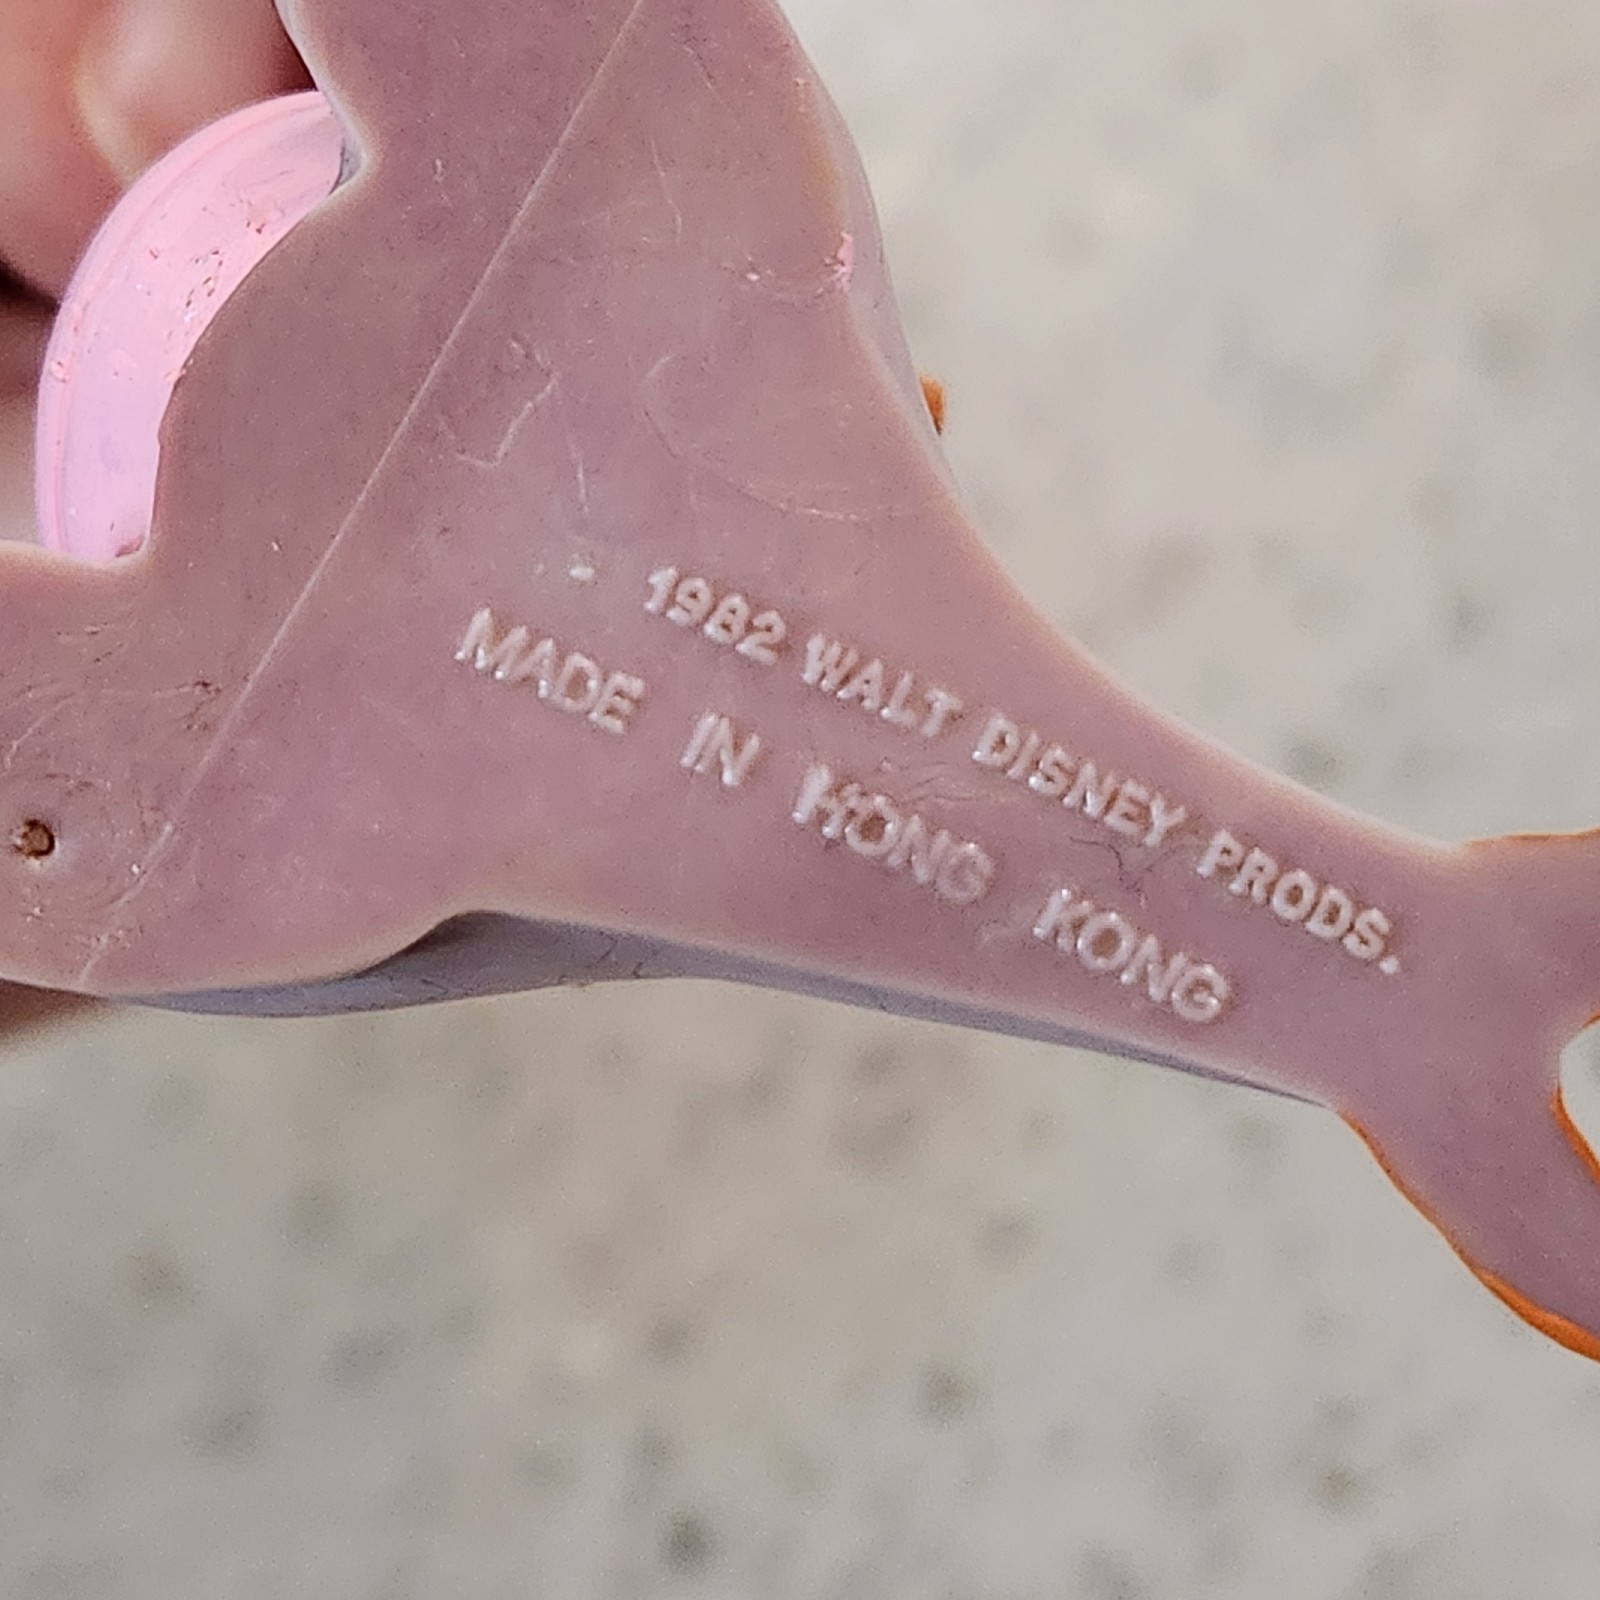 1982 WALT DISNEY PRODS.
MADE IN HONG KONG